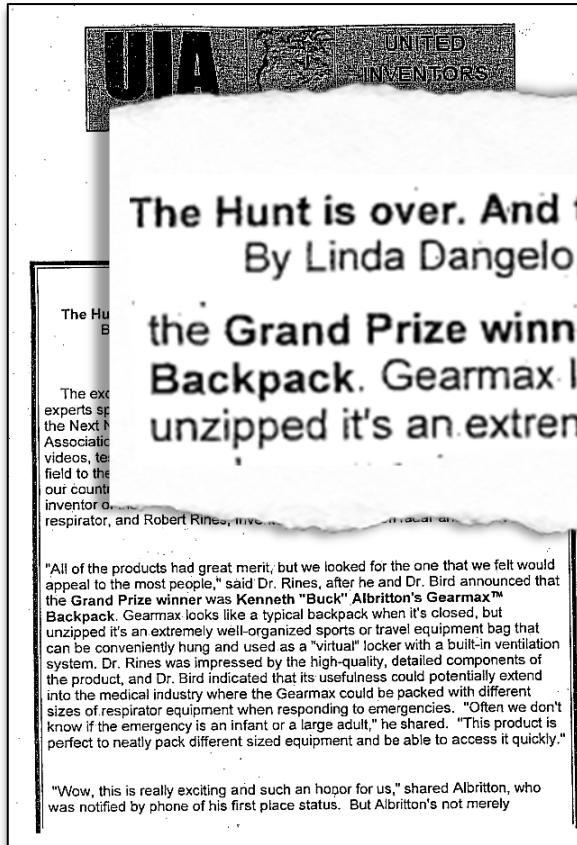 UIA
UNITED
INVENTORS
The Hunt is over. And
By Linda Dangelo
the Grand Prize winn
Backpack. Gearmax
unzipped it's an extrem
The Hu
B
The exc
experts sp
the Next N
Associatio
videos, te
field to the
our countr
inventor o
respirator, and Robert Rines, inve
"All of the products had great merit, but we looked for the one that we felt would
appeal to the most people," said Dr. Rines, after he and Dr. Bird announced that
the Grand Prize winner was Kenneth "Buck" Albritton's Gearmax™
Backpack. Gearmax looks like a typical backpack when it's closed, but
unzipped it's an extremely well-organized sports or travel equipment bag that
can be conveniently hung and used as a "virtual" locker with a built-in ventilation
system. Dr. Rines was impressed by the high-quality, detailed components of
the product, and Dr. Bird indicated that its usefulness could potentially extend
into the medical industry where the Gearmax could be packed with different
sizes of respirator equipment when responding to emergencies. "Often we don't
know if the emergency is an infant or a large adult," he shared. "This product is
perfect to neatly pack different sized equipment and be able to access it quickly."
"Wow, this is really exciting and such an honor for us," shared Albritton, who
was notified by phone of his first place status. But Albritton's not merely